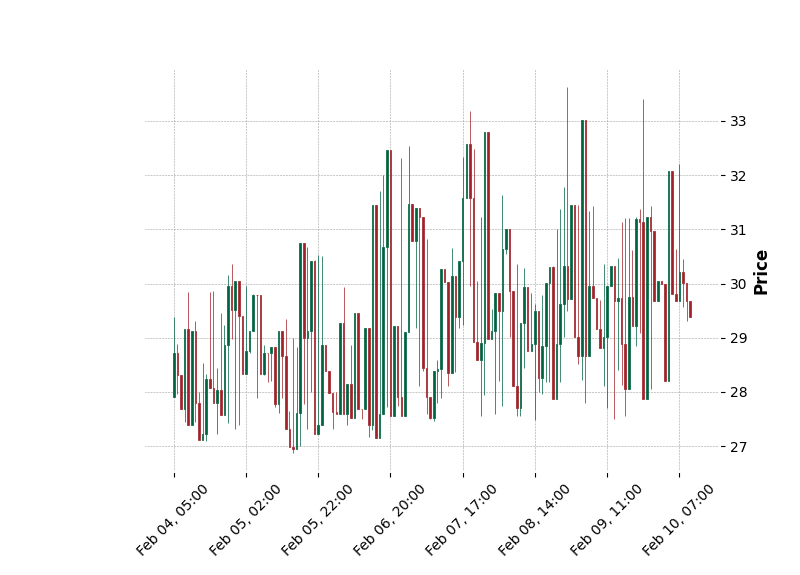 33
32
31
30
29
28
27
Price
Feb 04, 05:00
Feb 05, 02:00
Feb 05, 22:00
Feb 06, 20:00
Feb 07, 17:00
Feb 08, 14:00
Feb 09, 11:00
Feb 10, 07:00